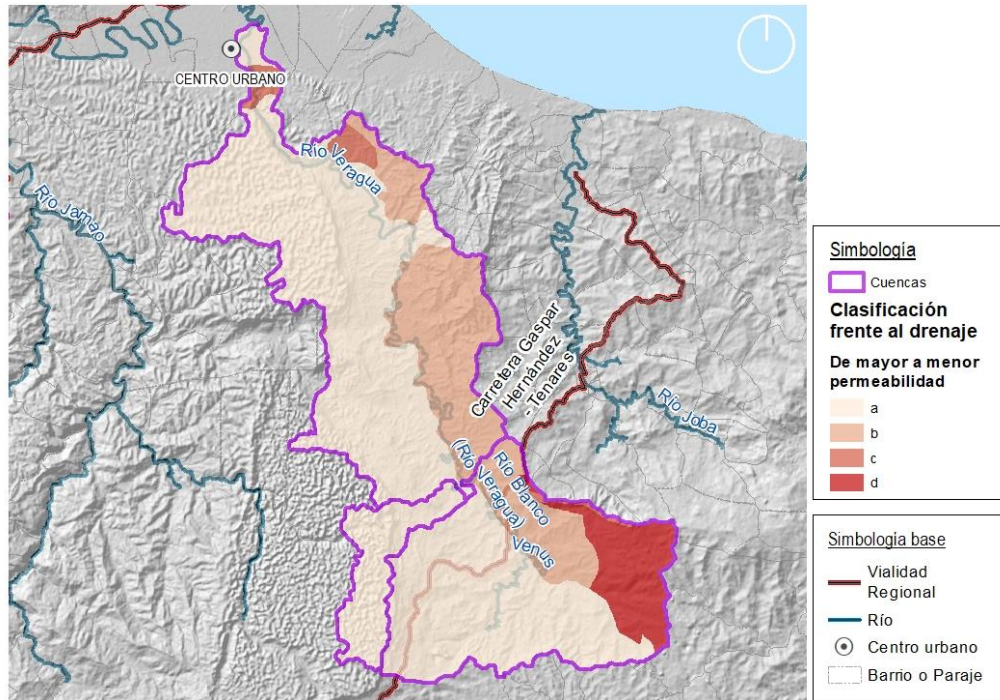 CENTRO URBANO
Río Veragua
Río Jamao
Carretera Gaspar
Hernández
- Tenares
Río Joba
Río Blanco
(Río Veragua)
Venus
Simbología
Cuencas
Clasificación
frente al drenaje
De mayor a menor
permeabilidad
a
b
c
d
Simbología base
Vialidad
Regional
Río
Centro urbano
Barrio o Paraje